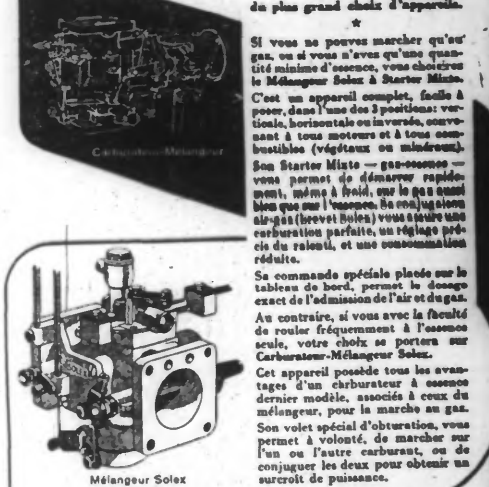 du plus grand choix d'appareils.
★
Si vous ne pouvez marcher qu'au
gaz, ou si vous n'avez qu'une quan-
tité minime d'essence, vous choisirez
le Mélangeur Solex à Starter Mixte.
C'est un appareil complet, facile à
poser, dans l'une des 3 positions: ver-
ticale, horizontale ou inversée, conve-
nant à tous moteurs et à tous com-
bustibles (végétaux ou minéraux).
Son Starter Mixte — gaz-essence —
vous permet de démarrer rapide-
ment, même à froid, sur le gaz aussi
bien que sur l'essence. Sa conjugaison
air-gaz (brevet Solex) vous assure une
carburation parfaite, un réglage pré-
cis du ralenti, et une consommation
réduite.
Sa commande spéciale placée sur le
tableau de bord, permet le dosage
exact de l'admission de l'air et du gaz.
Au contraire, si vous avez la faculté
de rouler fréquemment à l'essence
seule, votre choix se portera sur
Carburateur-Mélangeur Solex.
Cet appareil possède tous les avan-
tages d'un carburateur à essence
dernier modèle, associés à ceux du
mélangeur, pour la marche au gaz.
Son volet spécial d'obturation, vous
permet à volonté, de marcher sur
l'un ou l'autre carburant, ou de
conjuguer les deux pour obtenir un
surcroît de puissance.
Carburateur-Mélangeur
Mélangeur Solex